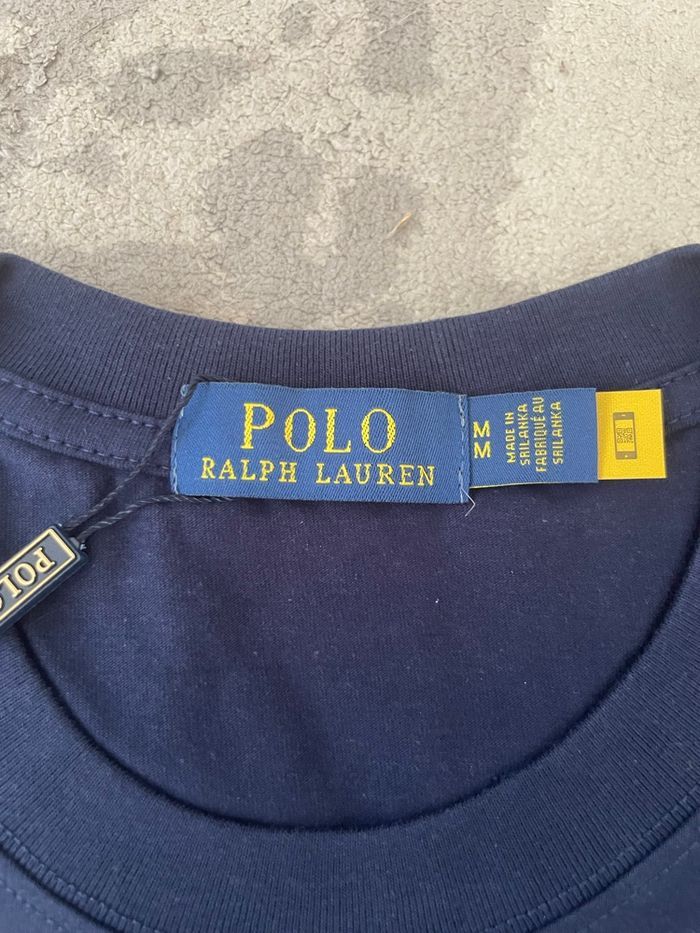 POLO
RALPH LAUREN
M
M
MADE IN
SRILANKA
FABRIQUÉ AU
SRILANKA
POLO